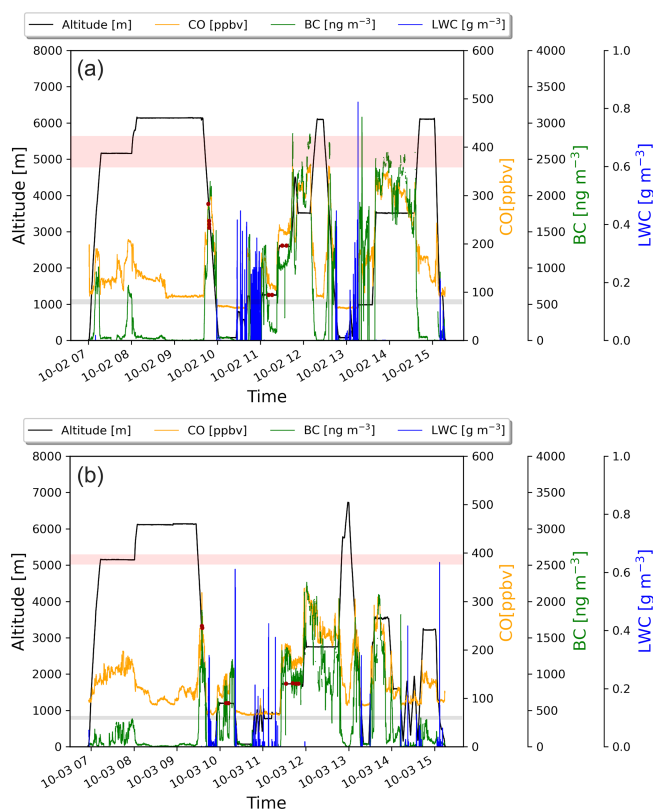 Altitude [m] CO [ppbv] BC [ng m⁻³] LWC [g m⁻³]
(a)
8000 7000 6000 5000 4000 3000 2000 1000 0
Altitude [m]
600 500 400 300 200 100 0
CO[ppbv]
4000 3500 3000 2500 2000 1500 1000 500 0
BC [ng m⁻³]
1.0 0.8 0.6 0.4 0.2 0.0
LWC [g m⁻³]
10-02 07 10-02 08 10-02 09 10-02 10 10-02 11 10-02 12 10-02 13 10-02 14 10-02 15
Time
Altitude [m] CO [ppbv] BC [ng m⁻³] LWC [g m⁻³]
(b)
8000 7000 6000 5000 4000 3000 2000 1000 0
Altitude [m]
600 500 400 300 200 100 0
CO[ppbv]
4000 3500 3000 2500 2000 1500 1000 500 0
BC [ng m⁻³]
1.0 0.8 0.6 0.4 0.2 0.0
LWC [g m⁻³]
10-03 07 10-03 08 10-03 09 10-03 10 10-03 11 10-03 12 10-03 13 10-03 14 10-03 15
Time